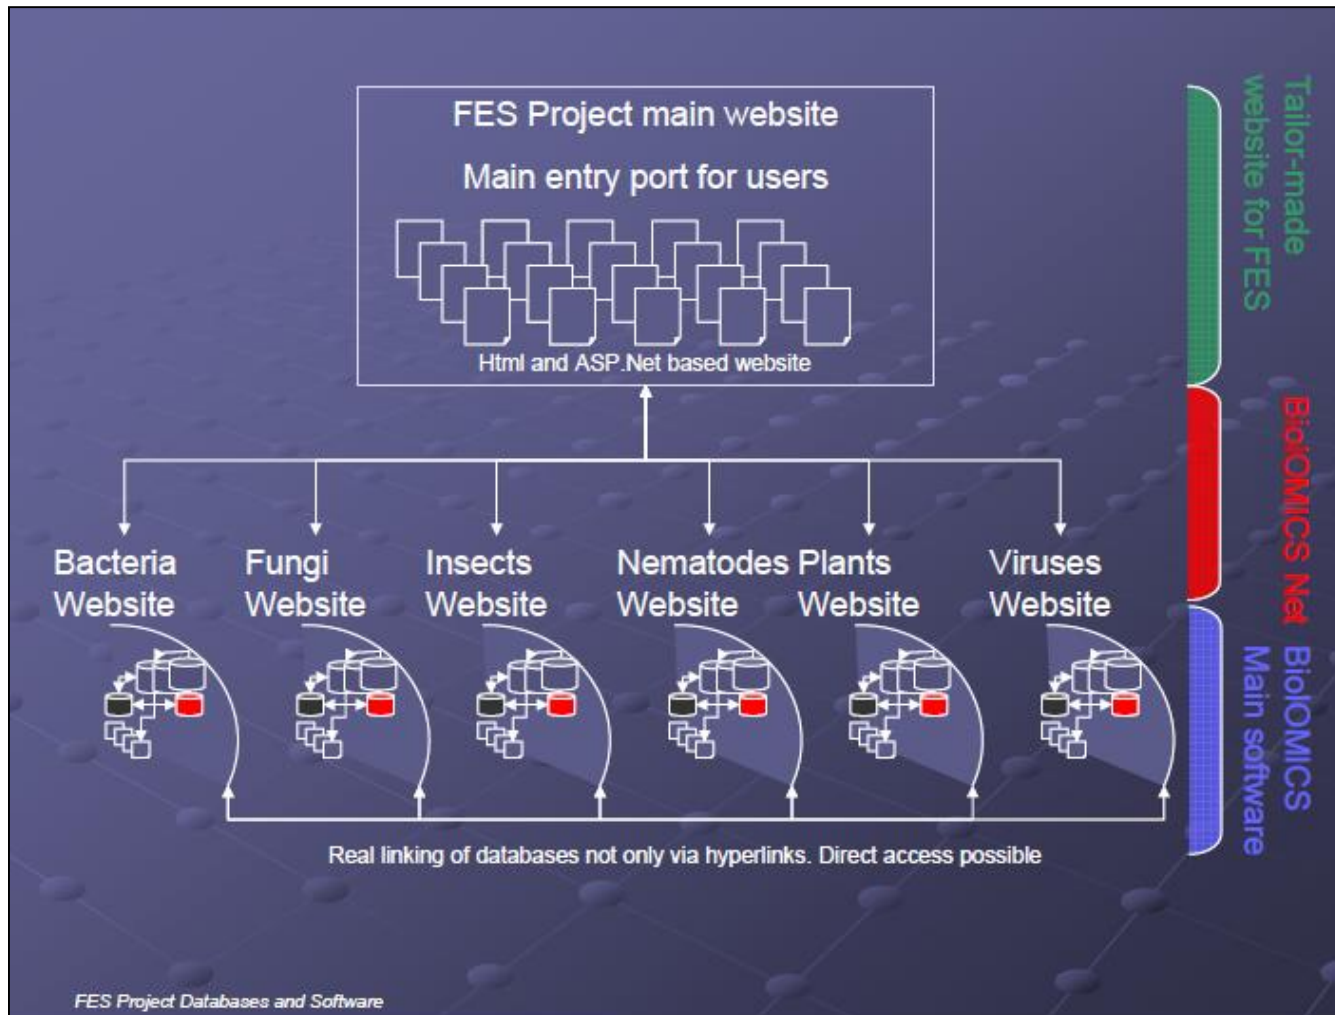 FES Project main website
Main entry port for users
Html and ASP.Net based website
Tailor-made
website for FES
BioIOMICS Net
Bacteria
Website
Fungi
Website
Insects
Website
Nematodes
Website
Plants
Website
Viruses
Website
BioIOMICS
Main software
Real linking of databases not only via hyperlinks. Direct access possible
FES Project Databases and Software